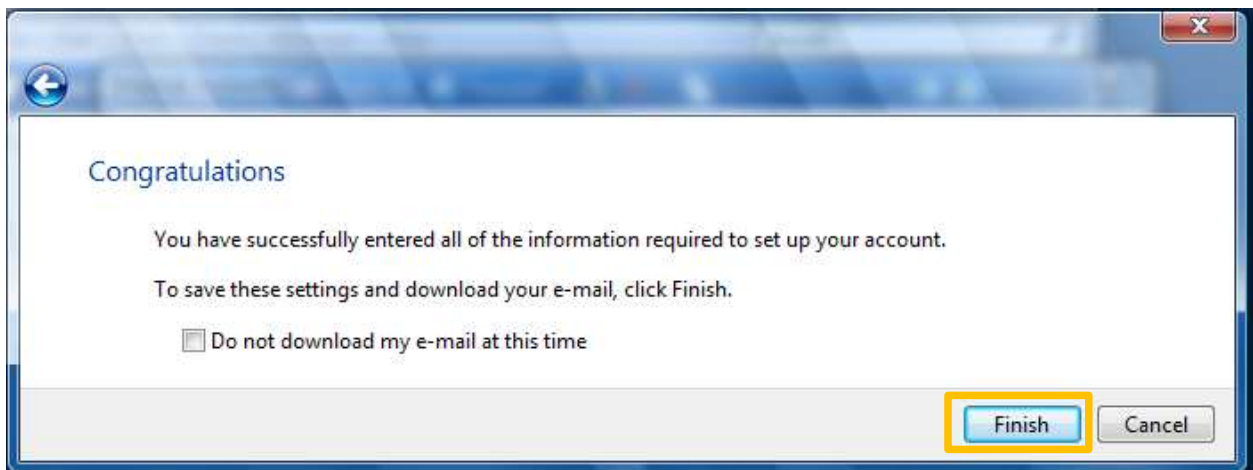 Congratulations
You have successfully entered all of the information required to set up your account.
To save these settings and download your e-mail, click Finish.
Do not download my e-mail at this time
Finish Cancel